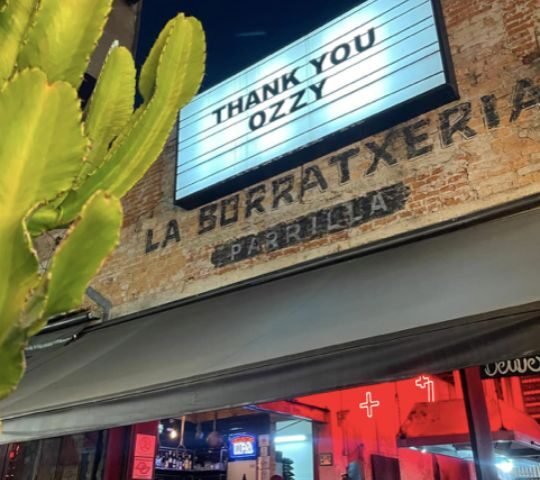 THANK YOU
OZZY
LA BORRATXERIA
PARRILLA